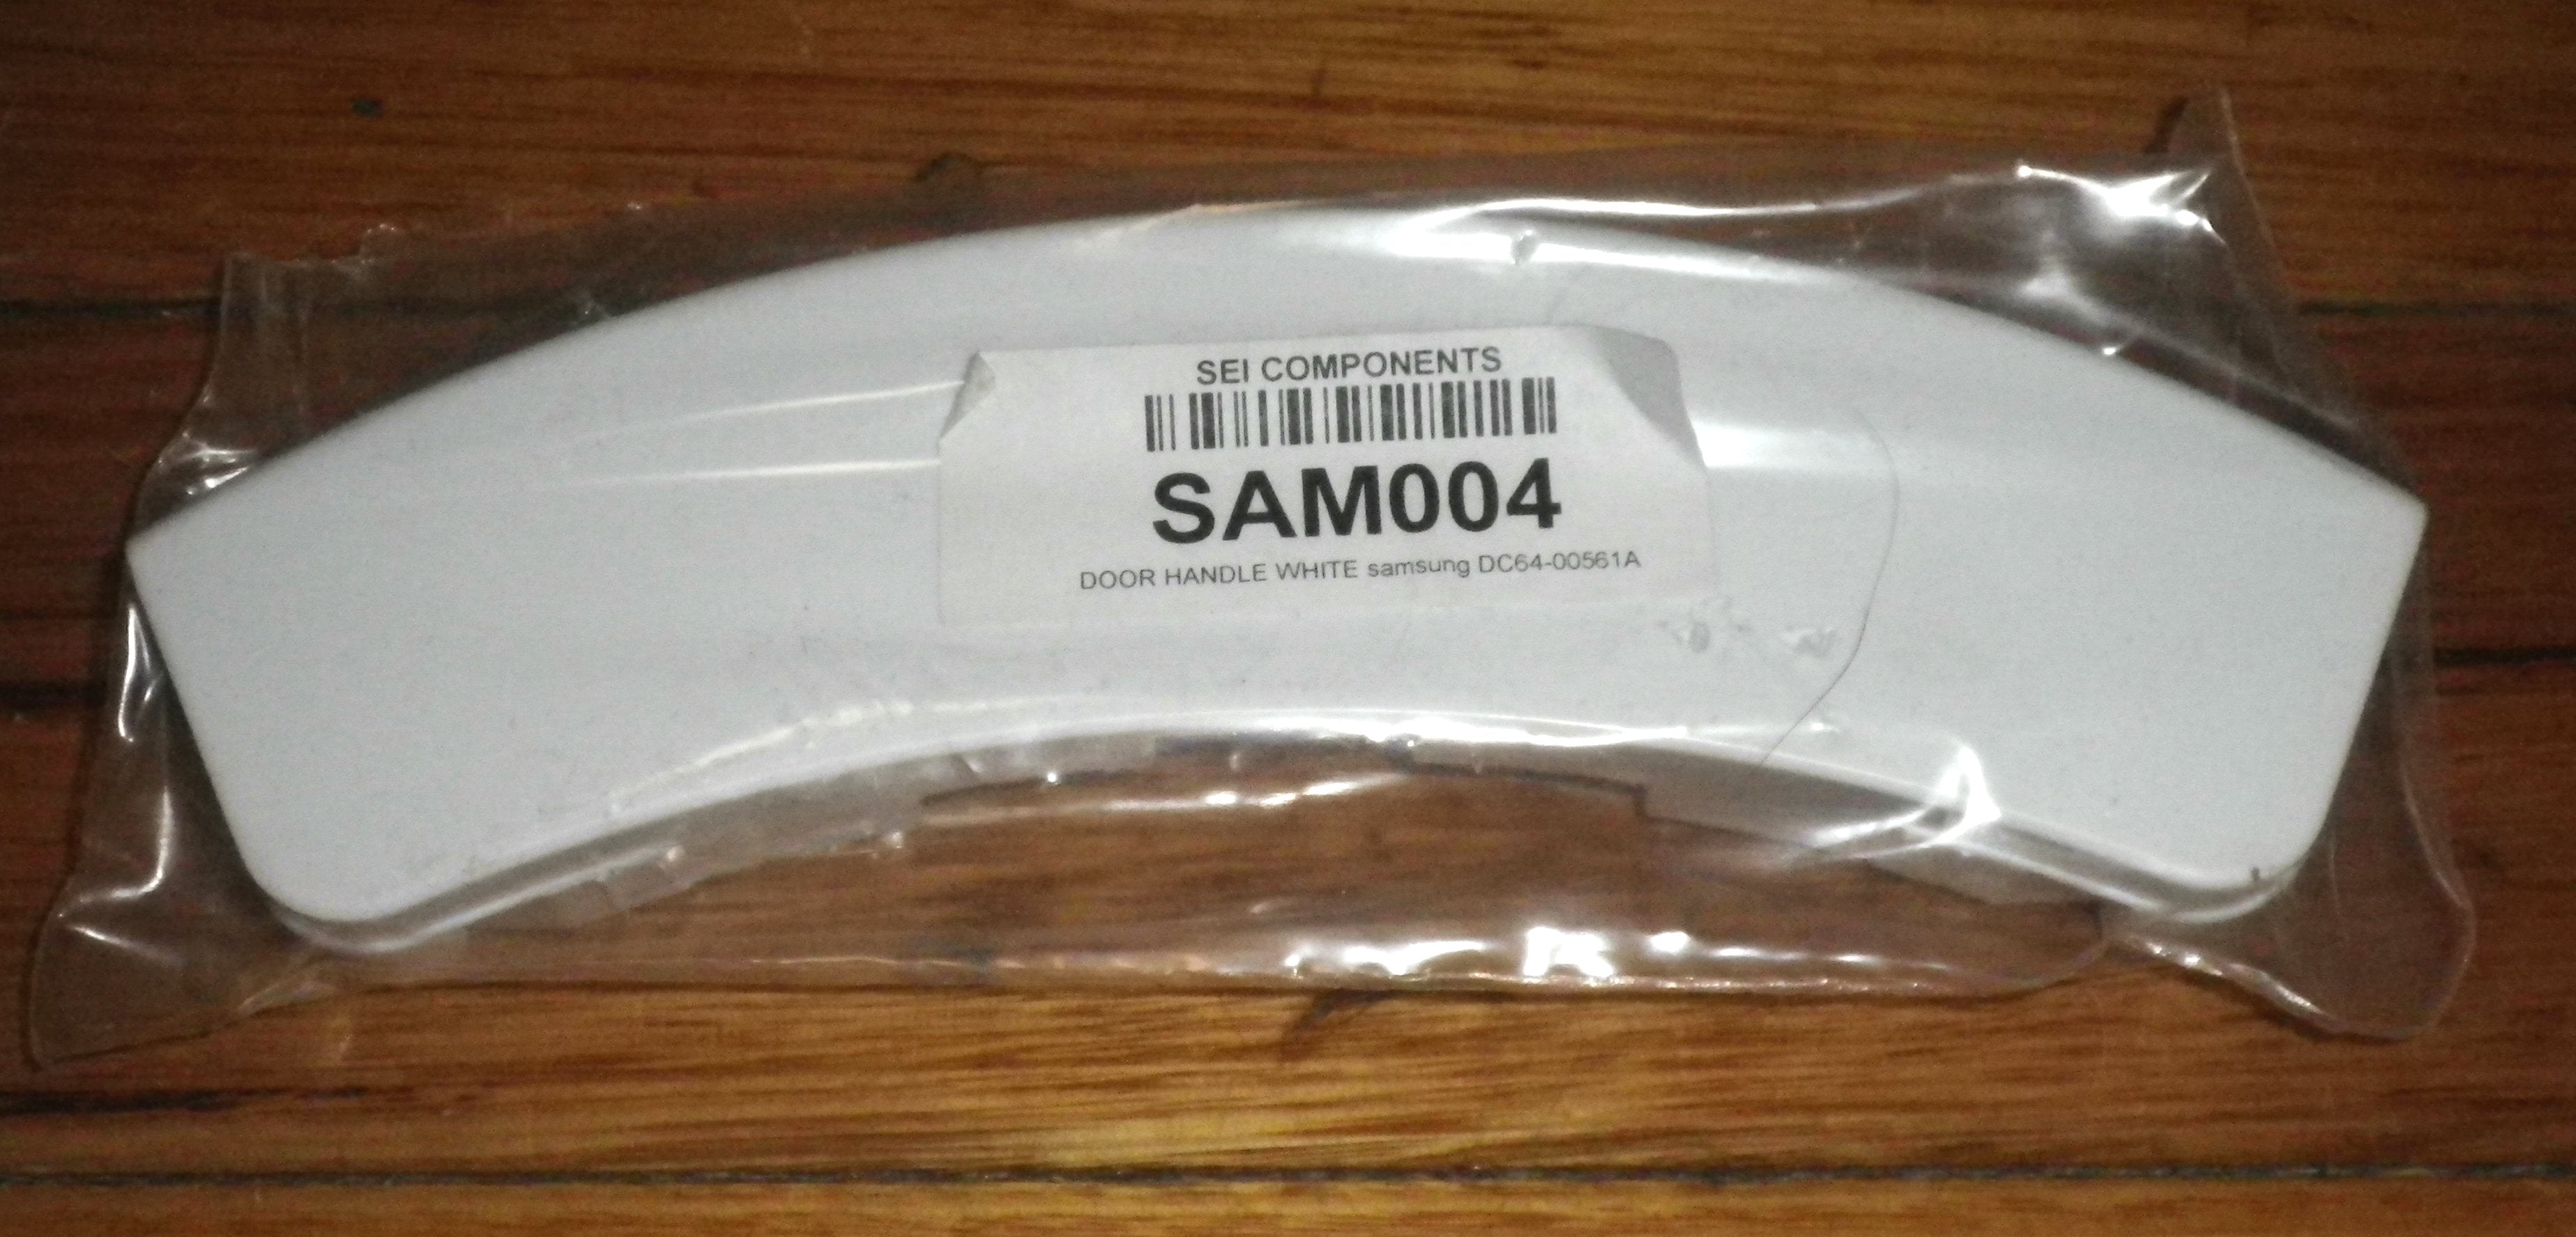 SEI COMPONENTS
SAM004
DOOR HANDLE WHITE samsung DC64-00561A